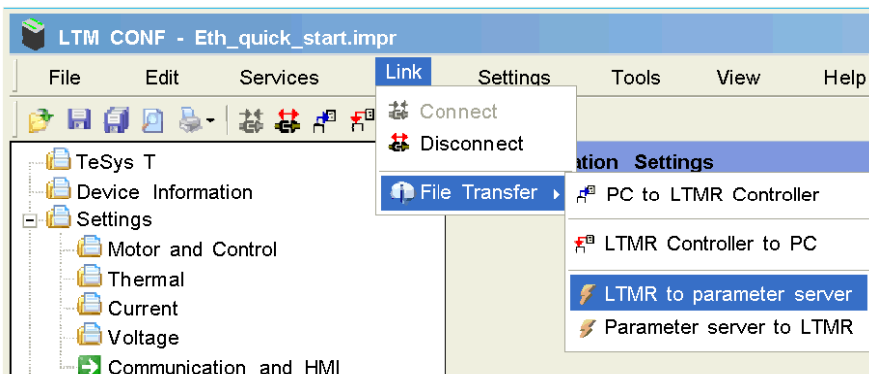 LTM CONF - Eth_quick_start.impr
File Edit Services Link Settings Tools View Help
Connect
Disconnect
File Transfer
PC to LTMR Controller
LTMR Controller to PC
LTMR to parameter server
Parameter server to LTMR
TeSys T
Device Information
Settings
Motor and Control
Thermal
Current
Voltage
Communication and HMI
Settings